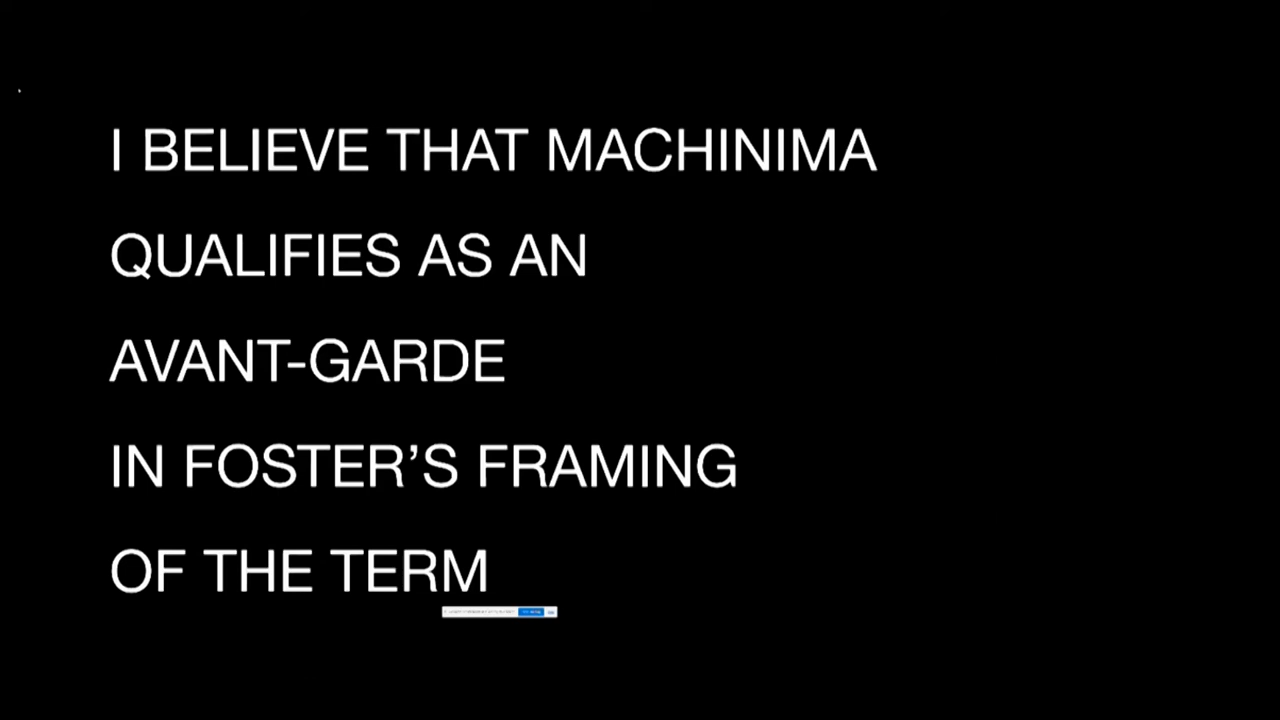 I BELIEVE THAT MACHINIMA
QUALIFIES AS AN
AVANT-GARDE
IN FOSTER’S FRAMING
OF THE TERM